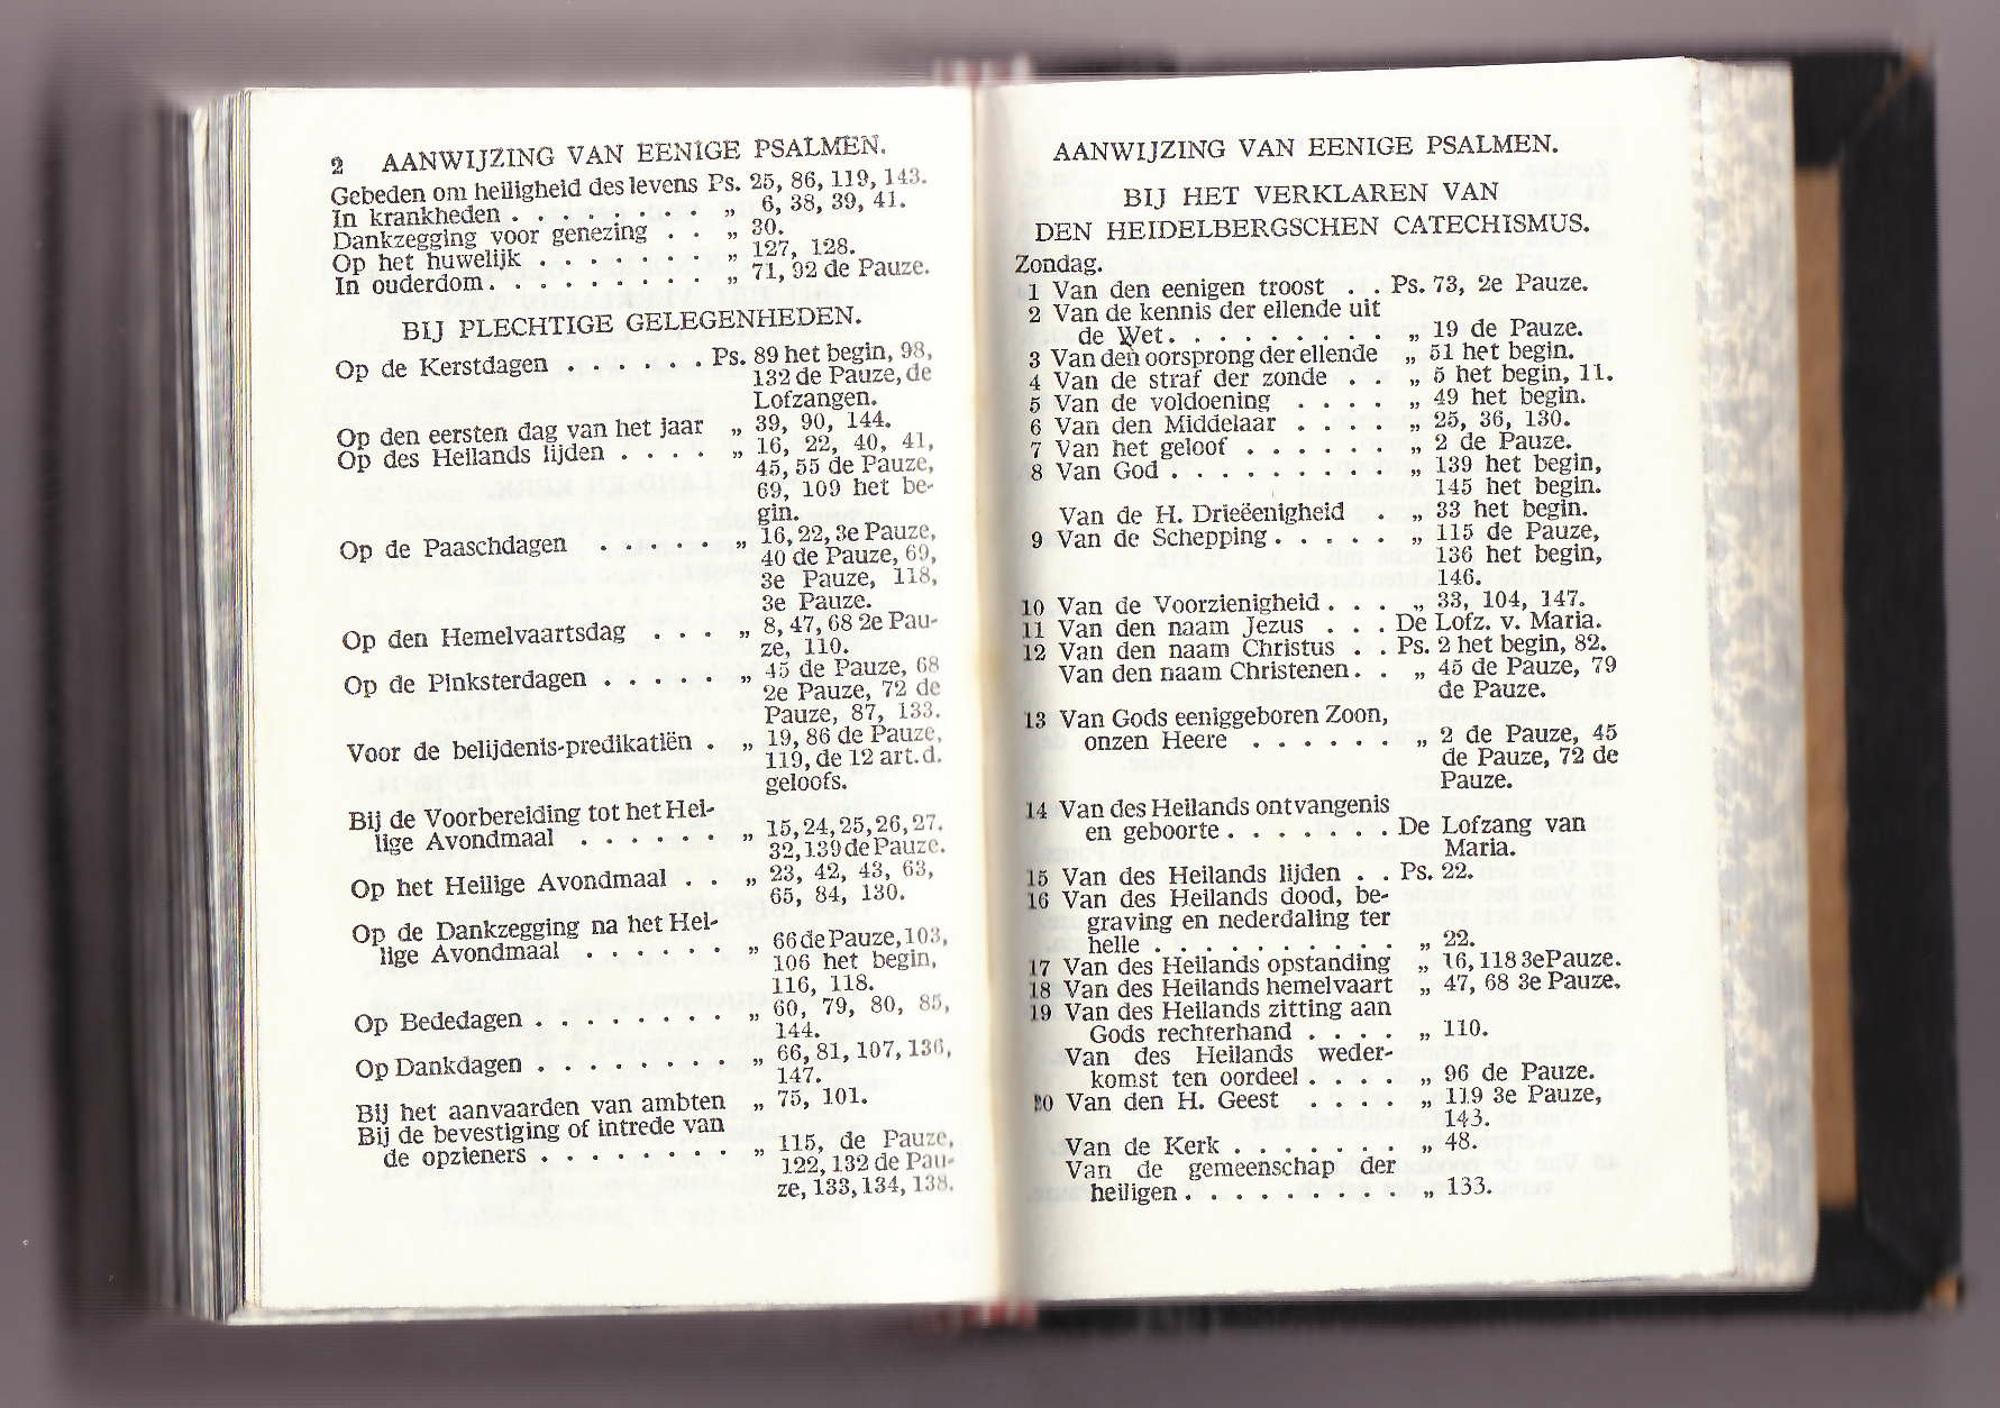 2 AANWIJZING VAN EENIGE PSALMEN.
Gebeden om heiligheid des levens Ps. 25, 86, 119, 143.
In krankheden . . . . . . . . „ 6, 38, 39, 41.
Dankzegging voor genezing . . „ 30.
Op het huwelijk . . . . . . . „ 127, 128.
In ouderdom . . . . . . . . . „ 71, 92 de Pauze.
BIJ PLECHTIGE GELEGENHEDEN.
Op de Kerstdagen . . . . . . Ps. 89 het begin, 98,
132 de Pauze, de
Lofzangen.
Op den eersten dag van het jaar „ 39, 90, 144.
Op des Heilands lijden . . . . „ 16, 22, 40, 41,
45, 55 de Pauze,
69, 109 het be-
gin.
Op de Paaschdagen . . . . . „ 16, 22, 3e Pauze,
40 de Pauze, 69,
3e Pauze, 118,
3e Pauze.
Op den Hemelvaartsdag . . . „ 8, 47, 68 2e Pau-
ze, 110.
Op de Pinksterdagen . . . . . „ 45 de Pauze, 68
2e Pauze, 72 de
Pauze, 87, 133.
Voor de belijdenis-predikatiën . „ 19, 86 de Pauze,
119, de 12 art. d.
geloofs.
Bij de Voorbereiding tot het Hei-
lige Avondmaal . . . . . . „ 15, 24, 25, 26, 27.
32, 139 de Pauze.
Op het Heilige Avondmaal . . „ 23, 42, 43, 63,
65, 84, 130.
Op de Dankzegging na het Hei-
lige Avondmaal . . . . . . „ 66 de Pauze, 103,
106 het begin,
116, 118.
Op Bededagen . . . . . . . . „ 60, 79, 80, 85,
144.
Op Dankdagen . . . . . . . . „ 66, 81, 107, 136,
147.
Bij het aanvaarden van ambten „ 75, 101.
Bij de bevestiging of intrede van
de opzieners . . . . . . . . „ 115, de Pauze,
122, 132 de Pau-
ze, 133, 134, 138.
AANWIJZING VAN EENIGE PSALMEN.
BIJ HET VERKLAREN VAN
DEN HEIDELBERGSCHEN CATECHISMUS.
Zondag.
1 Van den eenigen troost . . Ps. 73, 2e Pauze.
2 Van de kennis der ellende uit
de Wet. . . . . . . . . . „ 19 de Pauze.
3 Van den oorsprong der ellende „ 51 het begin.
4 Van de straf der zonde . . „ 5 het begin, 11.
5 Van de voldoening . . . . „ 49 het begin.
6 Van den Middelaar . . . . „ 25, 36, 130.
7 Van het geloof . . . . . . „ 2 de Pauze.
8 Van God . . . . . . . . . „ 139 het begin,
145 het begin.
Van de H. Drieëenigheid . „ 33 het begin.
9 Van de Schepping . . . . . „ 115 de Pauze,
136 het begin,
146.
10 Van de Voorzienigheid . . . „ 33, 104, 147.
11 Van den naam Jezus . . . De Lofz. v. Maria.
12 Van den naam Christus . . Ps. 2 het begin, 82.
Van den naam Christenen. . „ 45 de Pauze, 79
de Pauze.
13 Van Gods eeniggeboren Zoon,
onzen Heere . . . . . . „ 2 de Pauze, 45
de Pauze, 72 de
Pauze.
14 Van des Heilands ontvangenis
en geboorte . . . . . . . De Lofzang van
Maria.
15 Van des Heilands lijden . . Ps. 22.
16 Van des Heilands dood, be-
graving en nederdaling ter
helle . . . . . . . . . . „ 22.
17 Van des Heilands opstanding „ 16, 118 3e Pauze.
18 Van des Heilands hemelvaart „ 47, 68 3e Pauze.
19 Van des Heilands zitting aan
Gods rechterhand . . . . „ 110.
Van des Heilands weder-
komst ten oordeel . . . . „ 96 de Pauze.
20 Van den H. Geest . . . . „ 119 3e Pauze,
143.
Van de Kerk . . . . . . . „ 48.
Van de gemeenschap der
heiligen . . . . . . . . . „ 133.